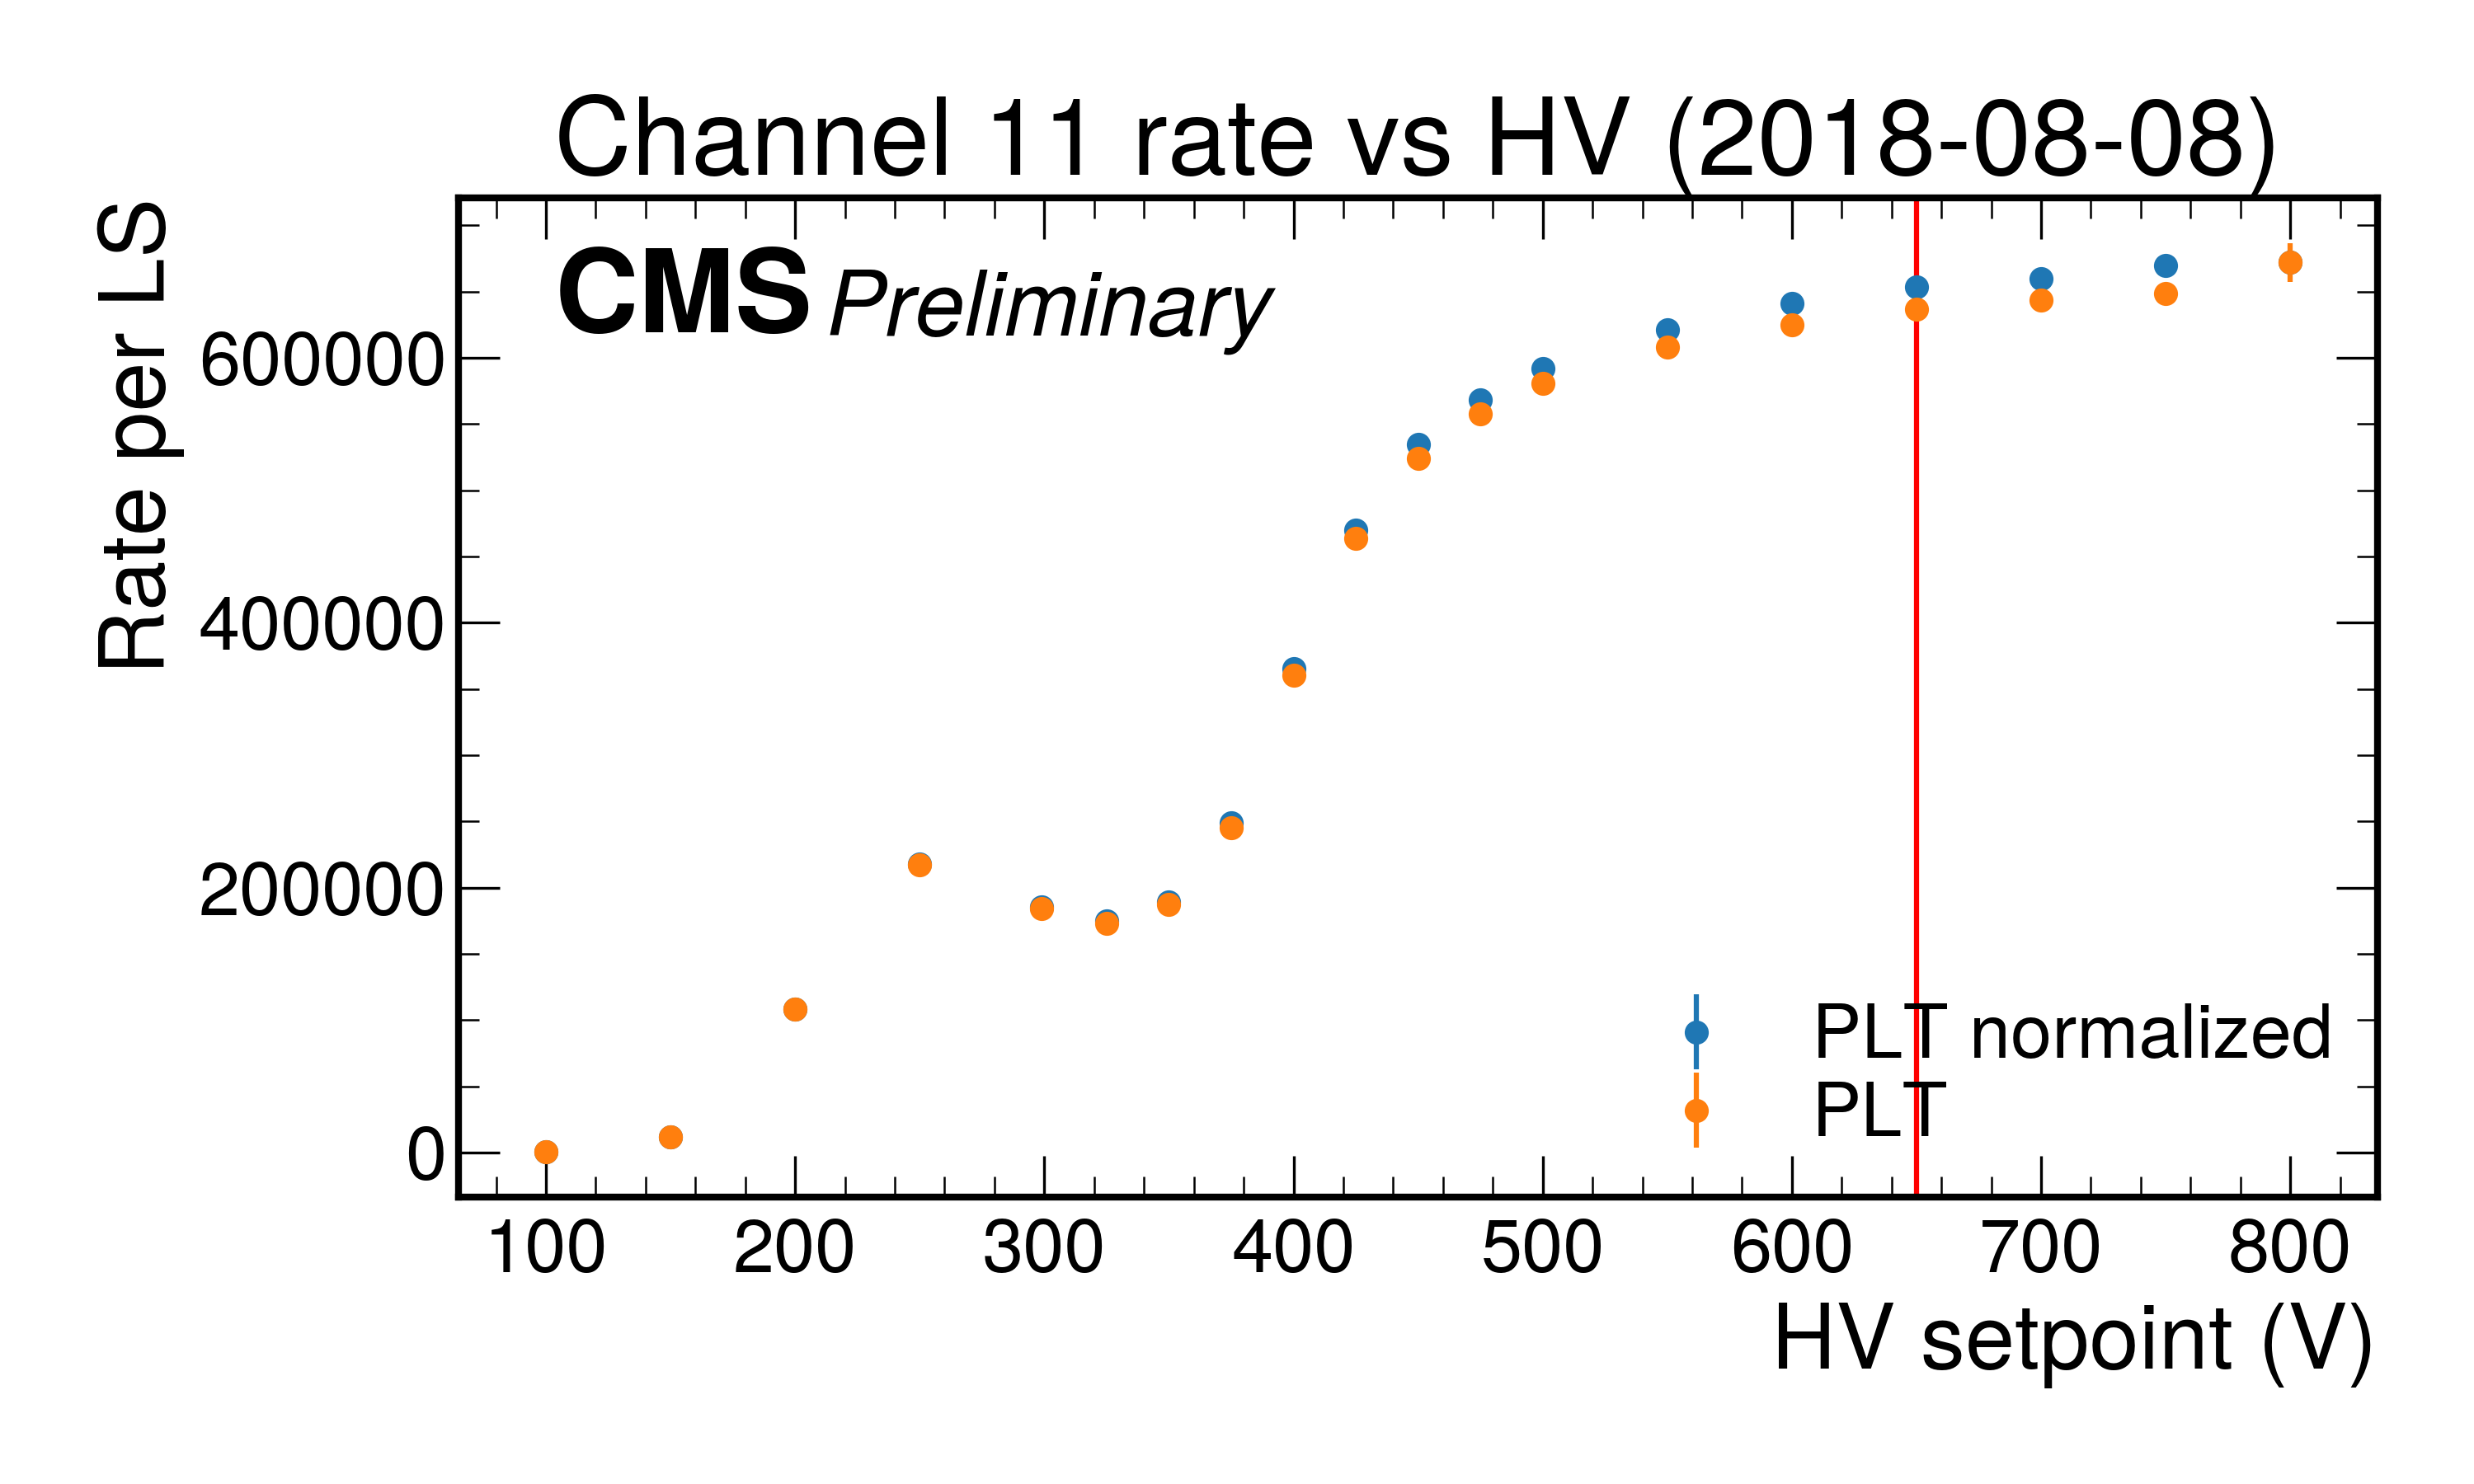 Channel 11 rate vs HV (2018-08-08)
CMS Preliminary
Rate per LS
600000
400000
200000
0
PLT normalized
PLT
100 200 300 400 500 600 700 800
HV setpoint (V)